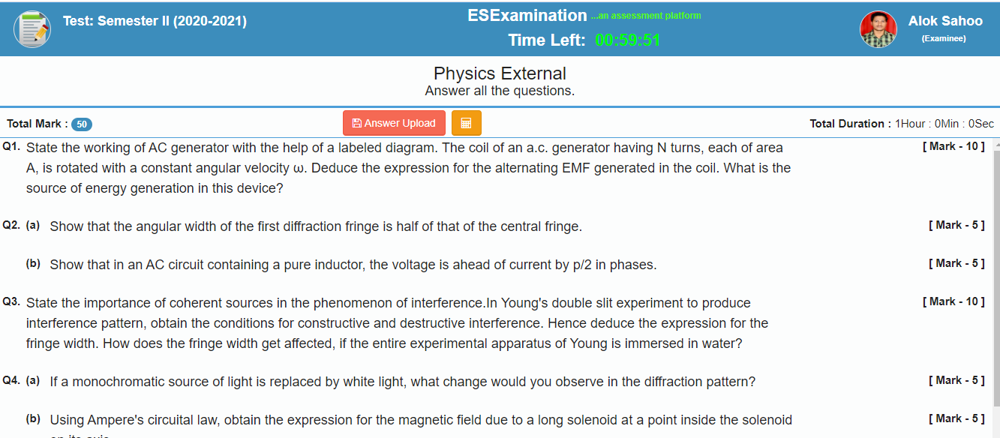 Test: Semester II (2020-2021)
ESExamination ...an assessment platform
Time Left: 00:59:51
Alok Sahoo
(Examinee)
Physics External
Answer all the questions.
Total Mark : 50
Answer Upload
Total Duration : 1Hour : 0Min : 0Sec
Q1. State the working of AC generator with the help of a labeled diagram. The coil of an a.c. generator having N turns, each of area [ Mark - 10 ]
A, is rotated with a constant angular velocity ω. Deduce the expression for the alternating EMF generated in the coil. What is the
source of energy generation in this device?
Q2. (a) Show that the angular width of the first diffraction fringe is half of that of the central fringe. [ Mark - 5 ]
(b) Show that in an AC circuit containing a pure inductor, the voltage is ahead of current by p/2 in phases. [ Mark - 5 ]
Q3. State the importance of coherent sources in the phenomenon of interference.In Young's double slit experiment to produce [ Mark - 10 ]
interference pattern, obtain the conditions for constructive and destructive interference. Hence deduce the expression for the
fringe width. How does the fringe width get affected, if the entire experimental apparatus of Young is immersed in water?
Q4. (a) If a monochromatic source of light is replaced by white light, what change would you observe in the diffraction pattern? [ Mark - 5 ]
(b) Using Ampere's circuital law, obtain the expression for the magnetic field due to a long solenoid at a point inside the solenoid [ Mark - 5 ]